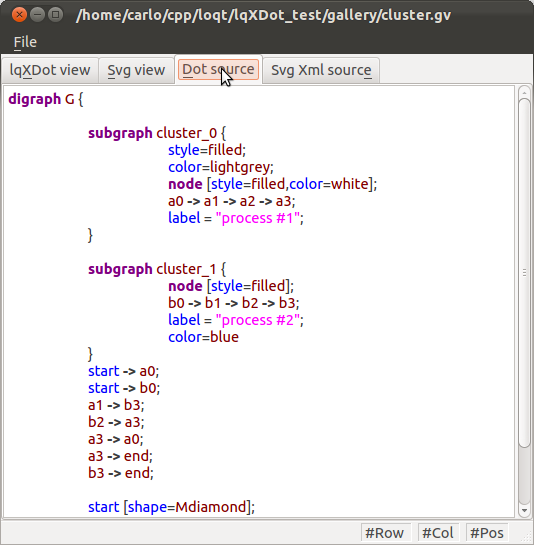 /home/carlo/cpp/loqt/lqXDot_test/gallery/cluster.gv
File
lqXDot view Svg view Dot source Svg Xml source
digraph G {
subgraph cluster_0 {
style=filled;
color=lightgrey;
node [style=filled,color=white];
a0 -> a1 -> a2 -> a3;
label = "process #1";
}
subgraph cluster_1 {
node [style=filled];
b0 -> b1 -> b2 -> b3;
label = "process #2";
color=blue
}
start -> a0;
start -> b0;
a1 -> b3;
b2 -> a3;
a3 -> a0;
a3 -> end;
b3 -> end;
start [shape=Mdiamond];
#Row #Col #Pos